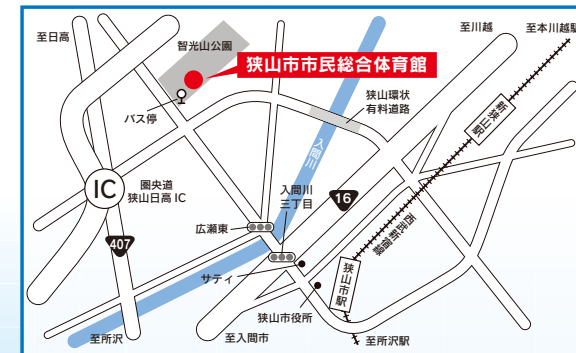 至日高
智光山公園
至川越
至本川越駅
狭山市市民総合体育館
バス停
狭山環状
有料道路
新狭山駅
入間川
IC
圏央道
狭山日高 IC
入間川
三丁目
16
広瀬東
407
西武新宿線
サティ
狭山市駅
狭山市役所
至所沢
至入間市
至所沢駅